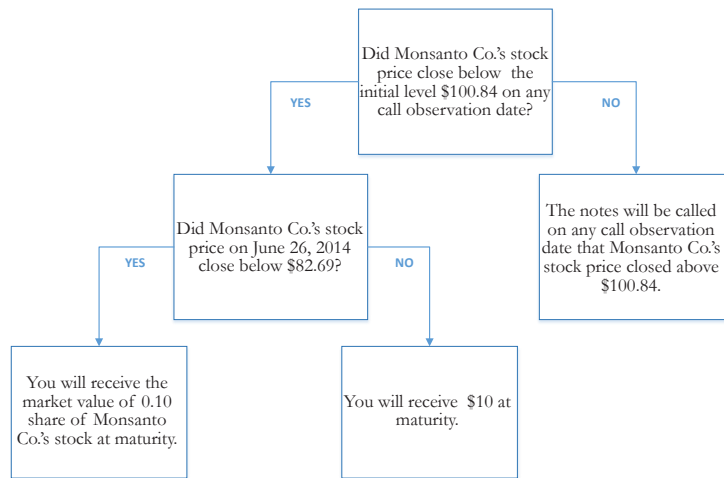 Did Monsanto Co.'s stock
price close below the
initial level $100.84 on any
call observation date?
YES
NO
Did Monsanto Co.'s stock
price on June 26, 2014
close below $82.69?
The notes will be called
on any call observation
date that Monsanto Co.'s
stock price closed above
$100.84.
YES
NO
You will receive the
market value of 0.10
share of Monsanto
Co.'s stock at maturity.
You will receive $10 at
maturity.